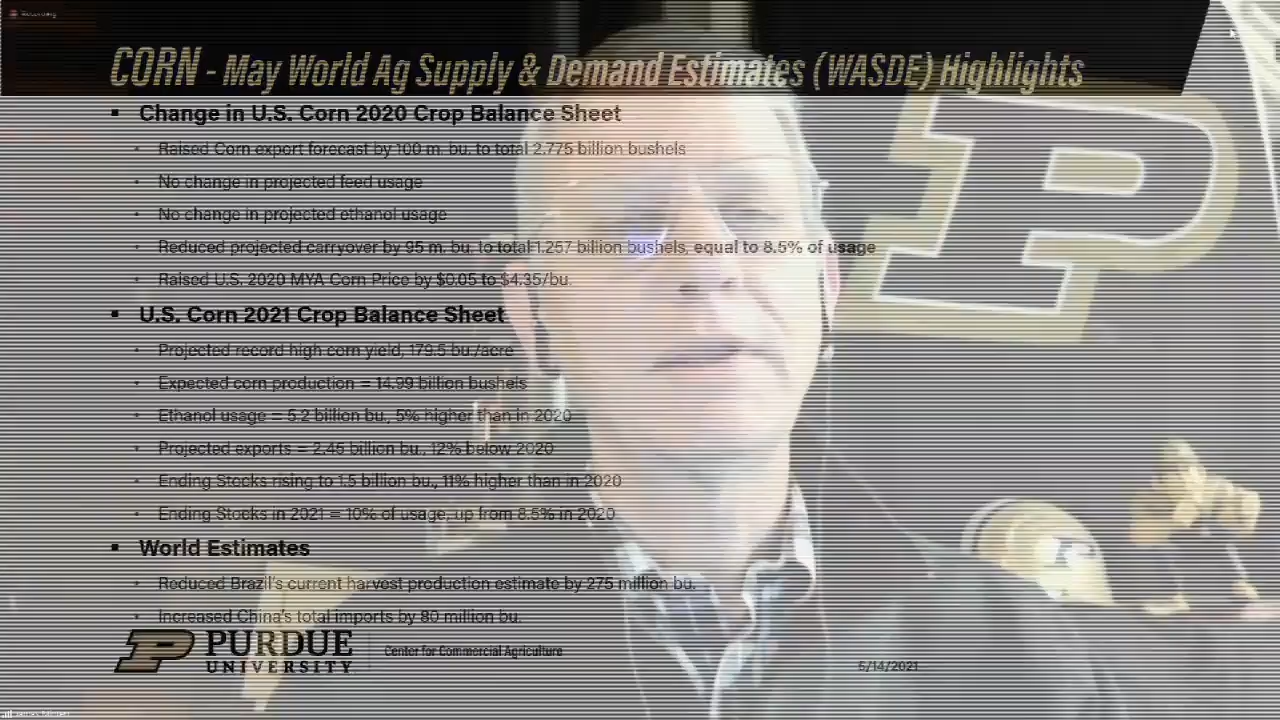 Recording
CORN - May World Ag Supply & Demand Estimates (WASDE) Highlights
Change in U.S. Corn 2020 Crop Balance Sheet
Raised Corn export forecast by 100 m. bu. to total 2.775 billion bushels
No change in projected feed usage
No change in projected ethanol usage
Reduced projected carryover by 95 m. bu. to total 1.257 billion bushels, equal to 8.5% of usage
Raised U.S. 2020 MYA Corn Price by $0.05 to $4.35/bu.
U.S. Corn 2021 Crop Balance Sheet
Projected record high corn yield, 179.5 bu./acre
Expected corn production = 14.99 billion bushels
Ethanol usage = 5.2 billion bu., 5% higher than in 2020
Projected exports = 2.45 billion bu., 12% below 2020
Ending Stocks rising to 1.5 billion bu., 11% higher than in 2020
Ending Stocks in 2021 = 10% of usage, up from 8.5% in 2020
World Estimates
Reduced Brazil's current harvest production estimate by 275 million bu.
Increased China's total imports by 80 million bu.
P PURDUE UNIVERSITY
Center for Commercial Agriculture
5/14/2021